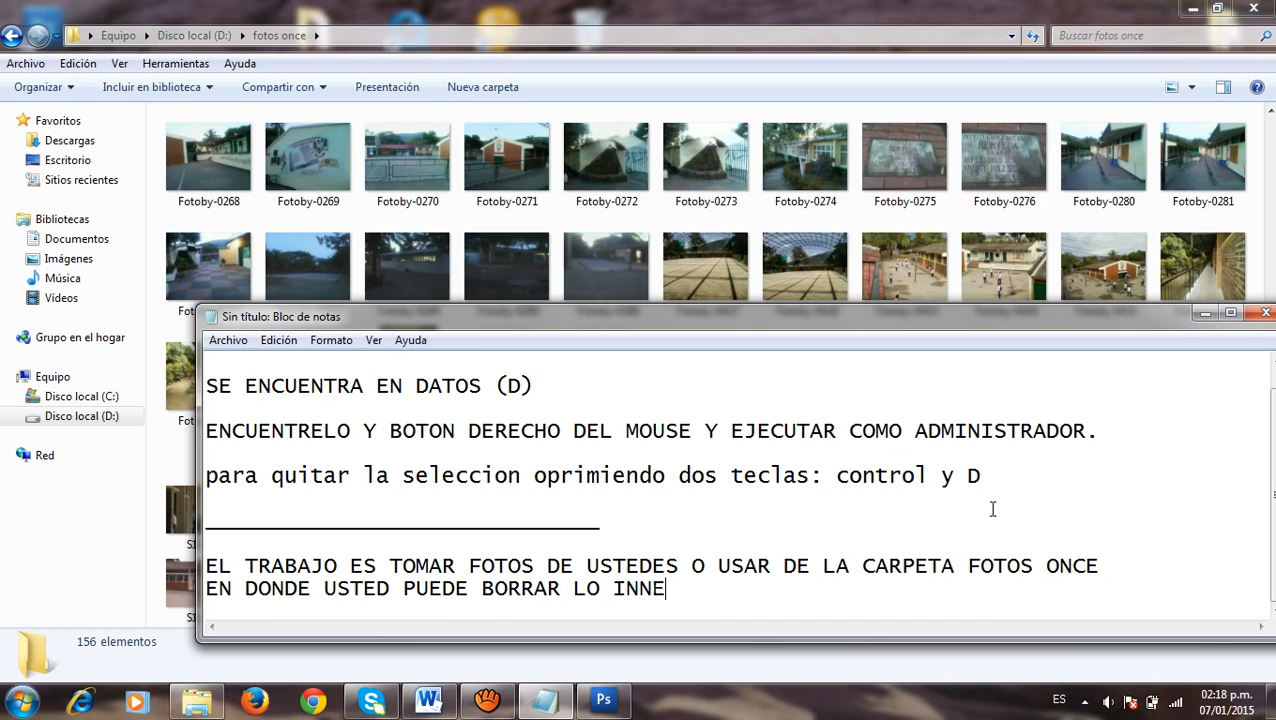 Equipo Disco local (D:) fotos once
Buscar fotos once
Archivo Edición Ver Herramientas Ayuda
Organizar Incluir en biblioteca Compartir con Presentación Nueva carpeta
Favoritos
Descargas
Escritorio
Sitios recientes
Bibliotecas
Documentos
Imágenes
Música
Vídeos
Grupo en el hogar
Equipo
Disco local (C:)
Disco local (D:)
Red
Fotoby-0268 Fotoby-0269 Fotoby-0270 Fotoby-0271 Fotoby-0272 Fotoby-0273 Fotoby-0274 Fotoby-0275 Fotoby-0276 Fotoby-0280 Fotoby-0281
Sin título: Bloc de notas
Archivo Edición Formato Ver Ayuda
SE ENCUENTRA EN DATOS (D)
ENCUENTRELO Y BOTON DERECHO DEL MOUSE Y EJECUTAR COMO ADMINISTRADOR.
para quitar la seleccion oprimiendo dos teclas: control y D
______________________________
EL TRABAJO ES TOMAR FOTOS DE USTEDES O USAR DE LA CARPETA FOTOS ONCE
EN DONDE USTED PUEDE BORRAR LO INNE
156 elementos
Ps
ES
02:18 p.m.
07/01/2015